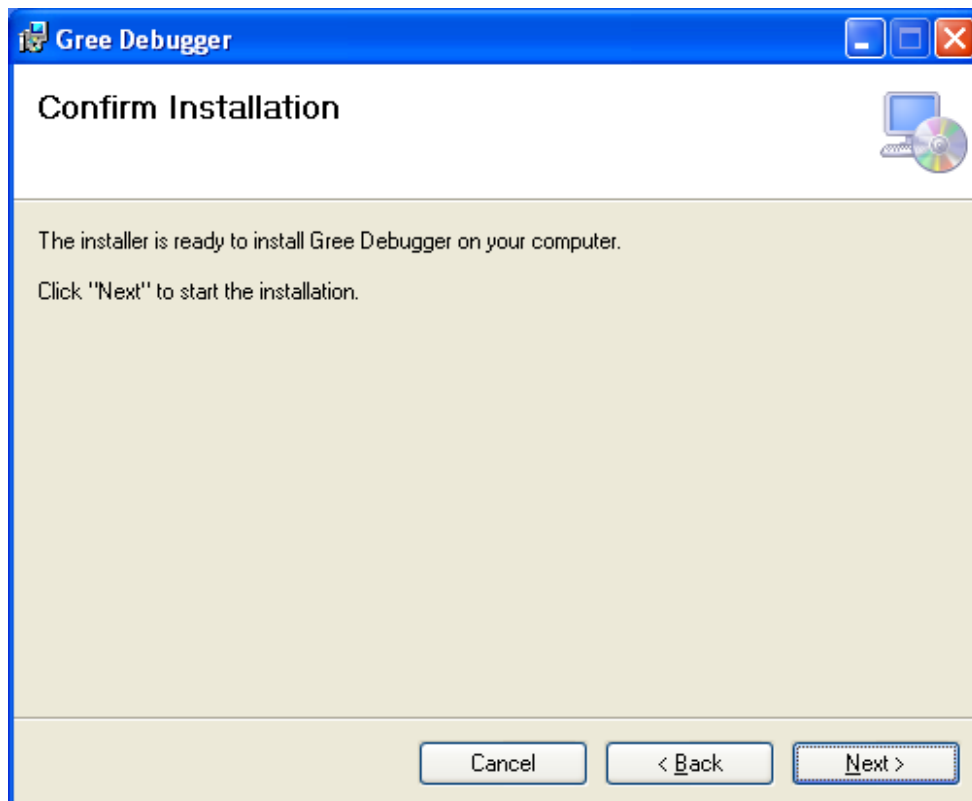 Gree Debugger
Confirm Installation
The installer is ready to install Gree Debugger on your computer.
Click "Next" to start the installation.
Cancel
< Back
Next >